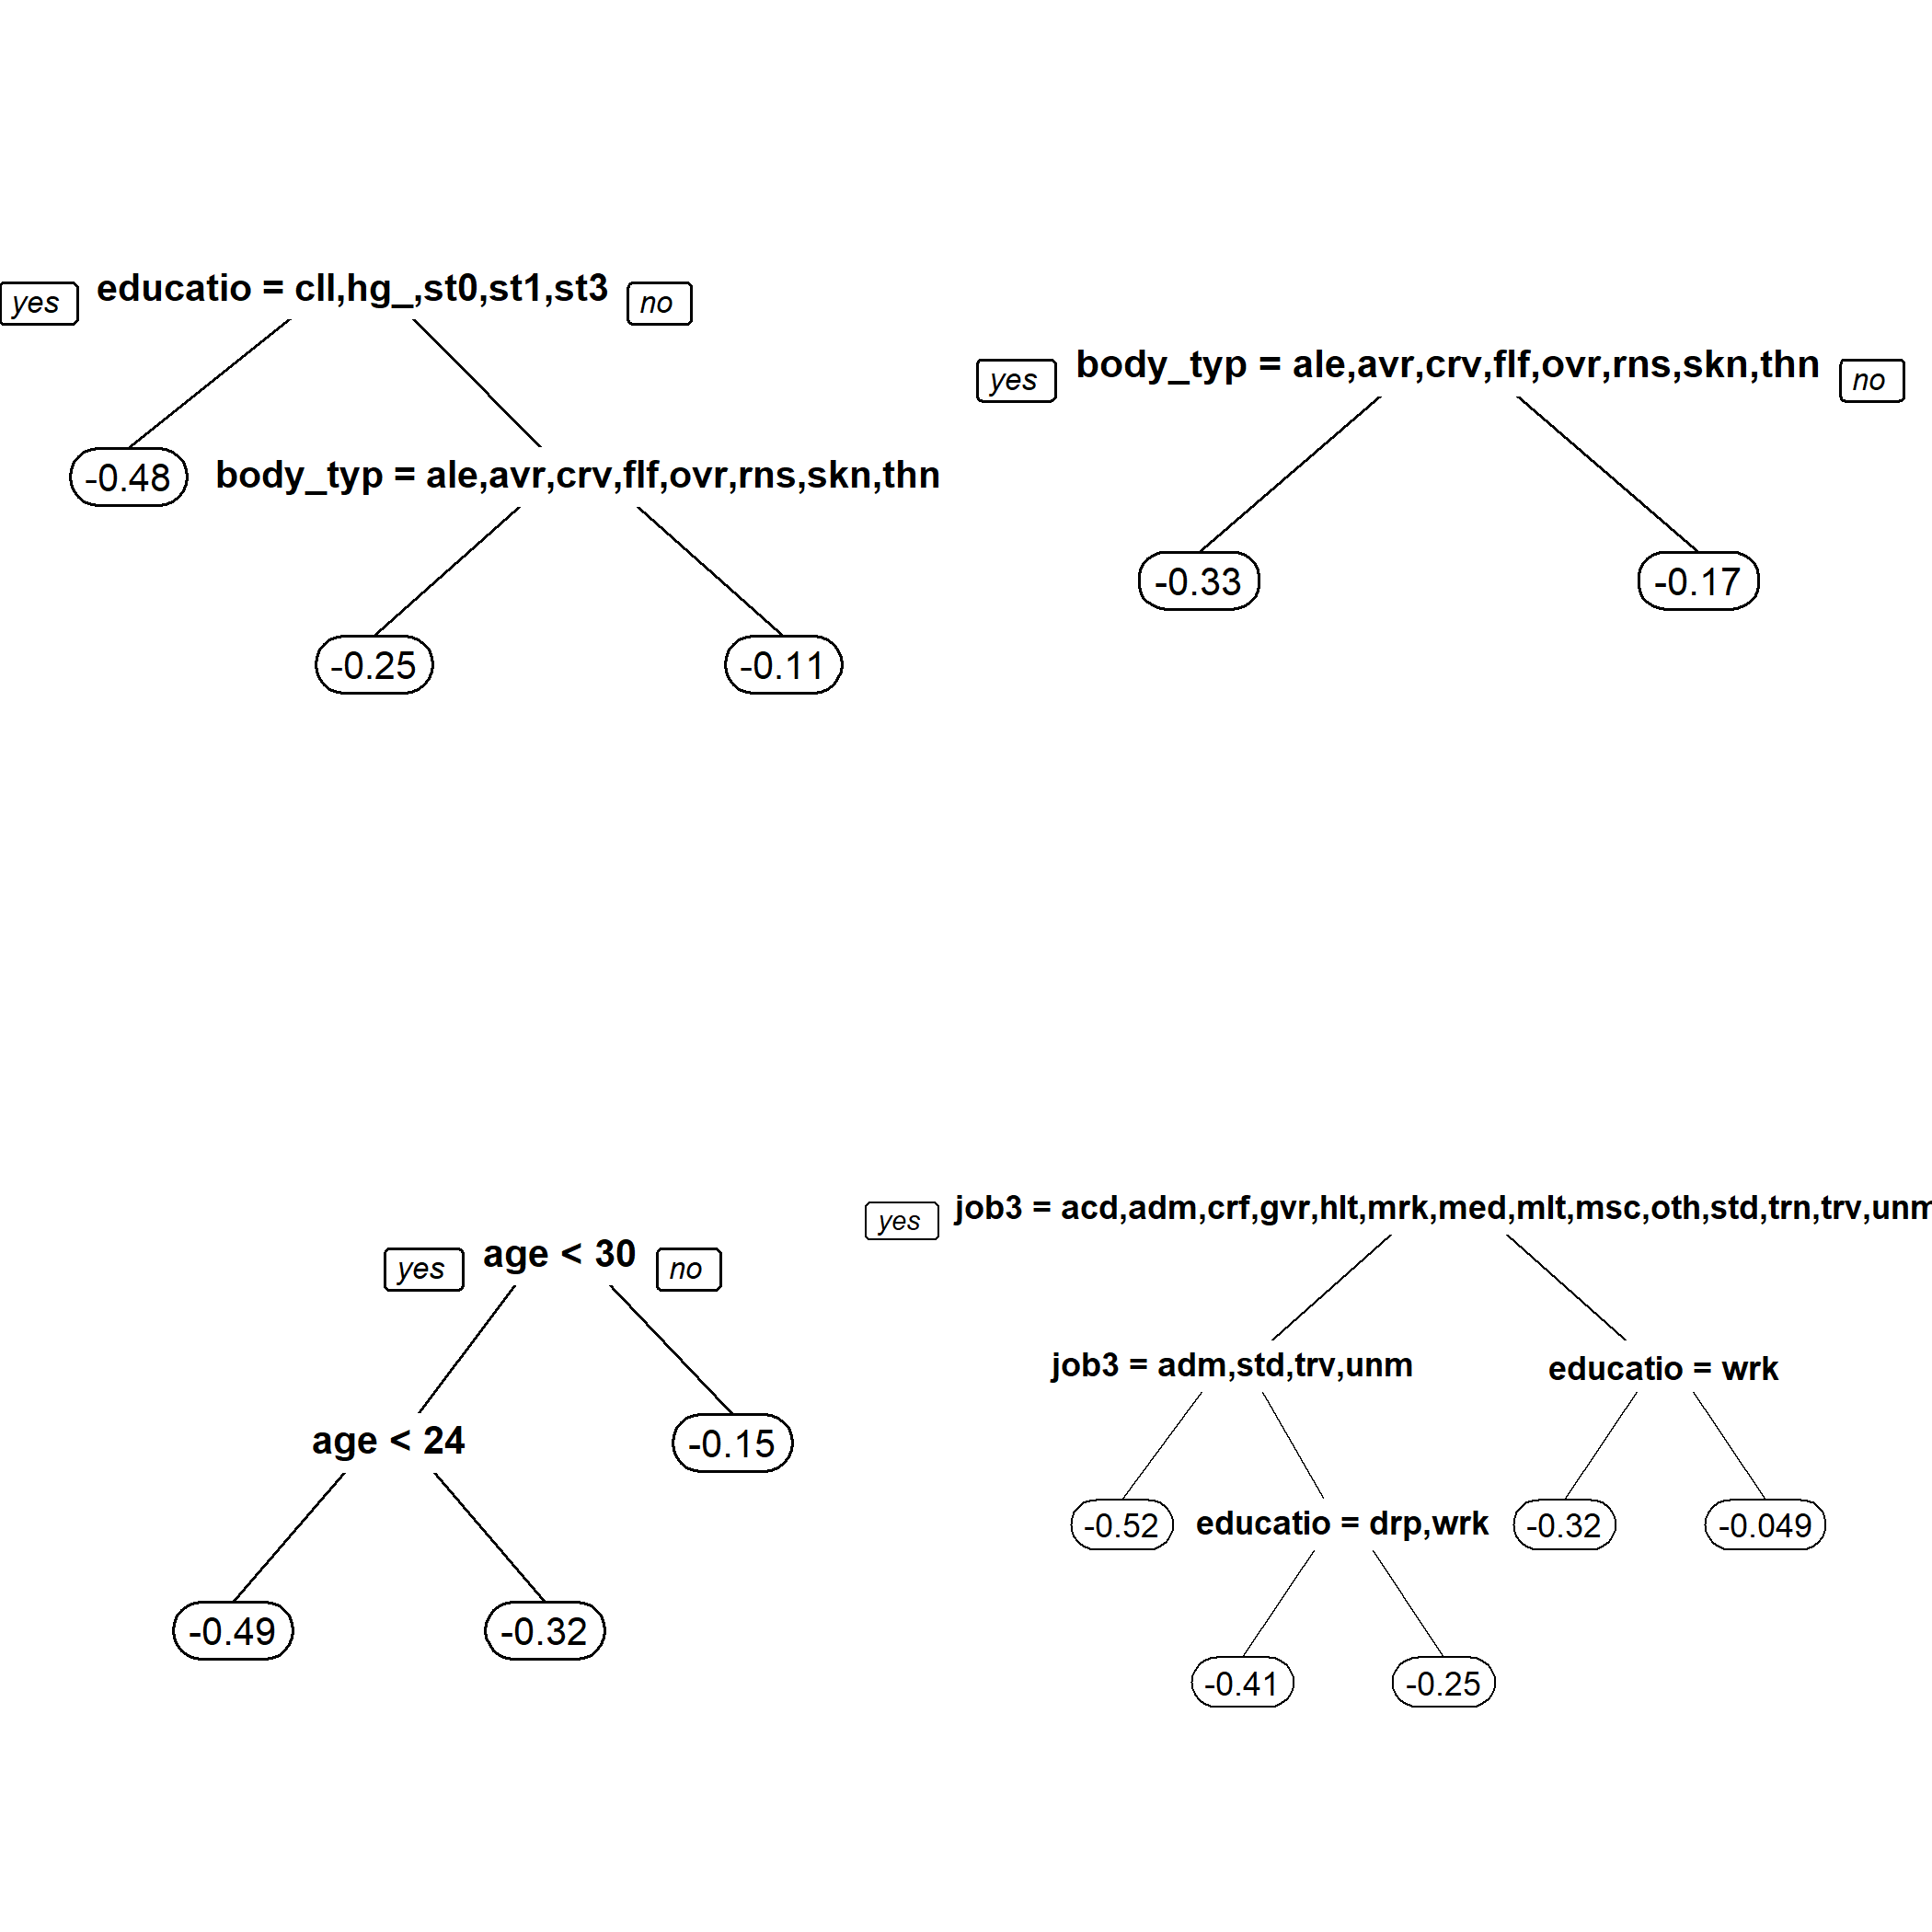 yes educatio = cll,hg_,st0,st1,st3 no
-0.48 body_typ = ale,avr,crv,flf,ovr,rns,skn,thn
-0.25 -0.11
yes body_typ = ale,avr,crv,flf,ovr,rns,skn,thn no
-0.33 -0.17
yes age < 30 no
age < 24 -0.15
-0.49 -0.32
yes job3 = acd,adm,crf,gvr,hlt,mrk,med,mlt,msc,oth,std,trn,trv,unm
job3 = adm,std,trv,unm educatio = wrk
-0.52 educatio = drp,wrk -0.32 -0.049
-0.41 -0.25